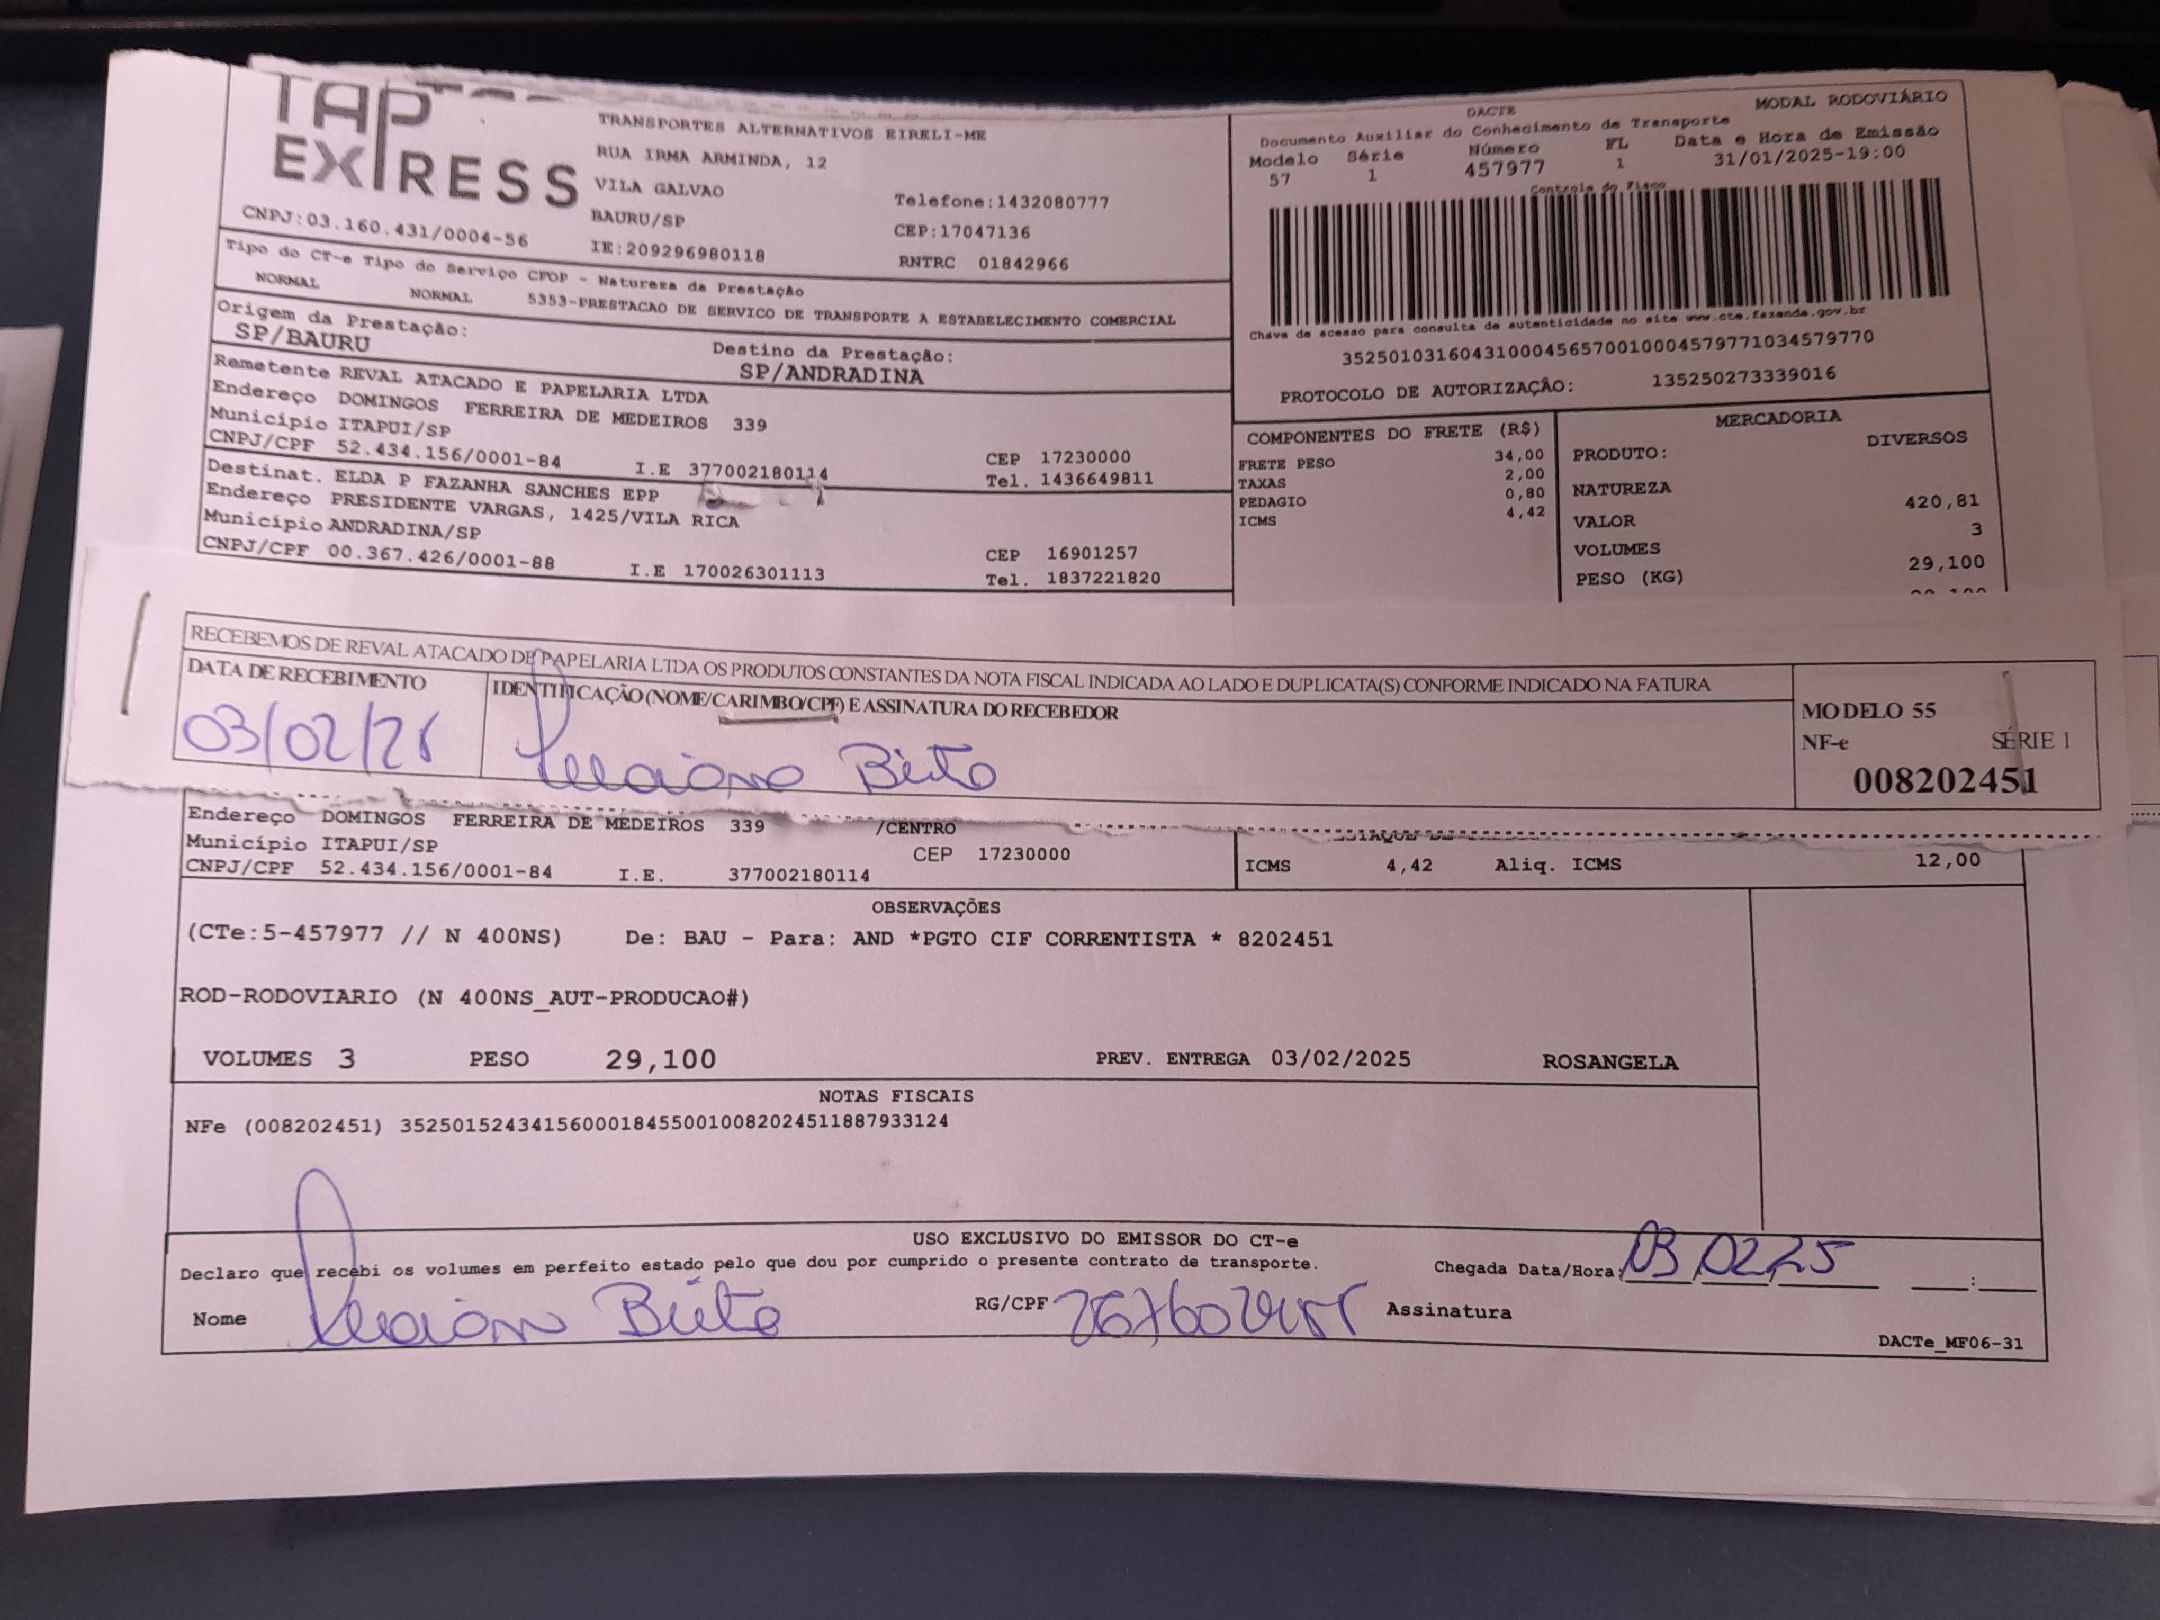 TAP
EXPRESS
TRANSPORTES ALTERNATIVOS EIRELI-ME
RUA IRMA ARMINDA, 12
VILA GALVAO
BAURU/SP
IE:209296980118
Telefone:1432080777
CEP:17047136
RNTRC 01842966
CNPJ:03.160.431/0004-56
DACTE
MODAL RODOVIÁRIO
Documento Auxiliar do Conhecimento de Transporte
Modelo Série Número FL Data e Hora de Emissão
57 1 457977 1 31/01/2025-19:00
Controle do Fisco
Chave de acesso para consulta de autenticidade no site www.cte.fazenda.gov.br
35250103160431000456570010004579771034579770
PROTOCOLO DE AUTORIZAÇÃO: 135250273339016
Tipo do CT-e Tipo do Serviço CFOP - Natureza da Prestação
NORMAL NORMAL 5353-PRESTACAO DE SERVICO DE TRANSPORTE A ESTABELECIMENTO COMERCIAL
Origem da Prestação: Destino da Prestação:
SP/BAURU SP/ANDRADINA
Remetente REVAL ATACADO E PAPELARIA LTDA
Endereço DOMINGOS FERREIRA DE MEDEIROS 339
Município ITAPUI/SP CEP 17230000
CNPJ/CPF 52.434.156/0001-84 I.E 377002180114 Tel. 1436649811
Destinat. ELDA P FAZANHA SANCHES EPP
Endereço PRESIDENTE VARGAS, 1425/VILA RICA
Município ANDRADINA/SP CEP 16901257
CNPJ/CPF 00.367.426/0001-88 I.E 170026301113 Tel. 1837221820
COMPONENTES DO FRETE (R$)
FRETE PESO 34,00
TAXAS 2,00
PEDAGIO 0,80
ICMS 4,42
MERCADORIA
PRODUTO: DIVERSOS
NATUREZA
VALOR 420,81
VOLUMES 3
PESO (KG) 29,100
RECEBEMOS DE REVAL ATACADO DE PAPELARIA LTDA OS PRODUTOS CONSTANTES DA NOTA FISCAL INDICADA AO LADO E DUPLICATA(S) CONFORME INDICADO NA FATURA
DATA DE RECEBIMENTO
IDENTIFICAÇÃO (NOME/CARIMBO/CPF) E ASSINATURA DO RECEBEDOR
03/02/25
MODELO 55
NF-e SÉRIE 1
008202451
Endereço DOMINGOS FERREIRA DE MEDEIROS 339 /CENTRO
Município ITAPUI/SP CEP 17230000
CNPJ/CPF 52.434.156/0001-84 I.E. 377002180114
ICMS 4,42 Aliq. ICMS 12,00
OBSERVAÇÕES
(CTe:5-457977 // N 400NS) De: BAU - Para: AND *PGTO CIF CORRENTISTA * 8202451
ROD-RODOVIARIO (N 400NS_AUT-PRODUCAO#)
VOLUMES 3 PESO 29,100 PREV. ENTREGA 03/02/2025 ROSANGELA
NOTAS FISCAIS
NFe (008202451) 35250152434156000184550010082024511887933124
USO EXCLUSIVO DO EMISSOR DO CT-e
Declaro que recebi os volumes em perfeito estado pelo que dou por cumprido o presente contrato de transporte.
Chegada Data/Hora: 03 02 25 :
Nome RG/CPF Assinatura
DACTe_MF06-31